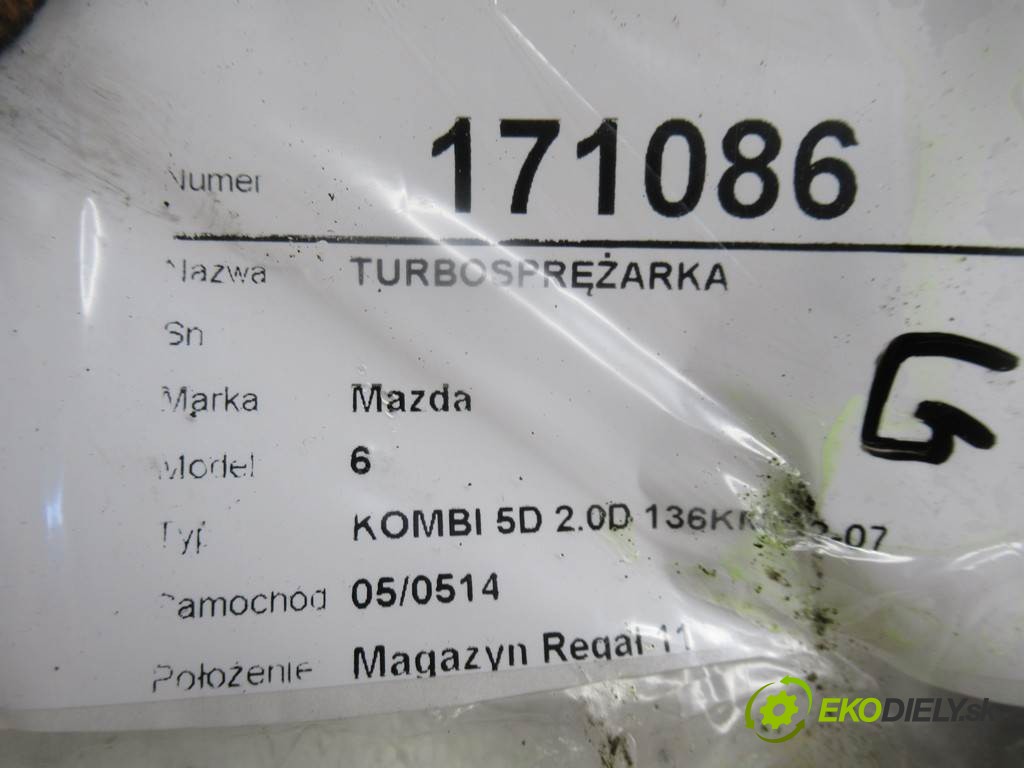 Numer 171086
Nazwa TURBOSPRĘŻARKA
Sn
Marka Mazda
Model 6
Typ KOMBI 5D 2.0D 136KM
Samochód 05/0514
Położenie Magazyn Regał 11
G
EKODIELY.sk